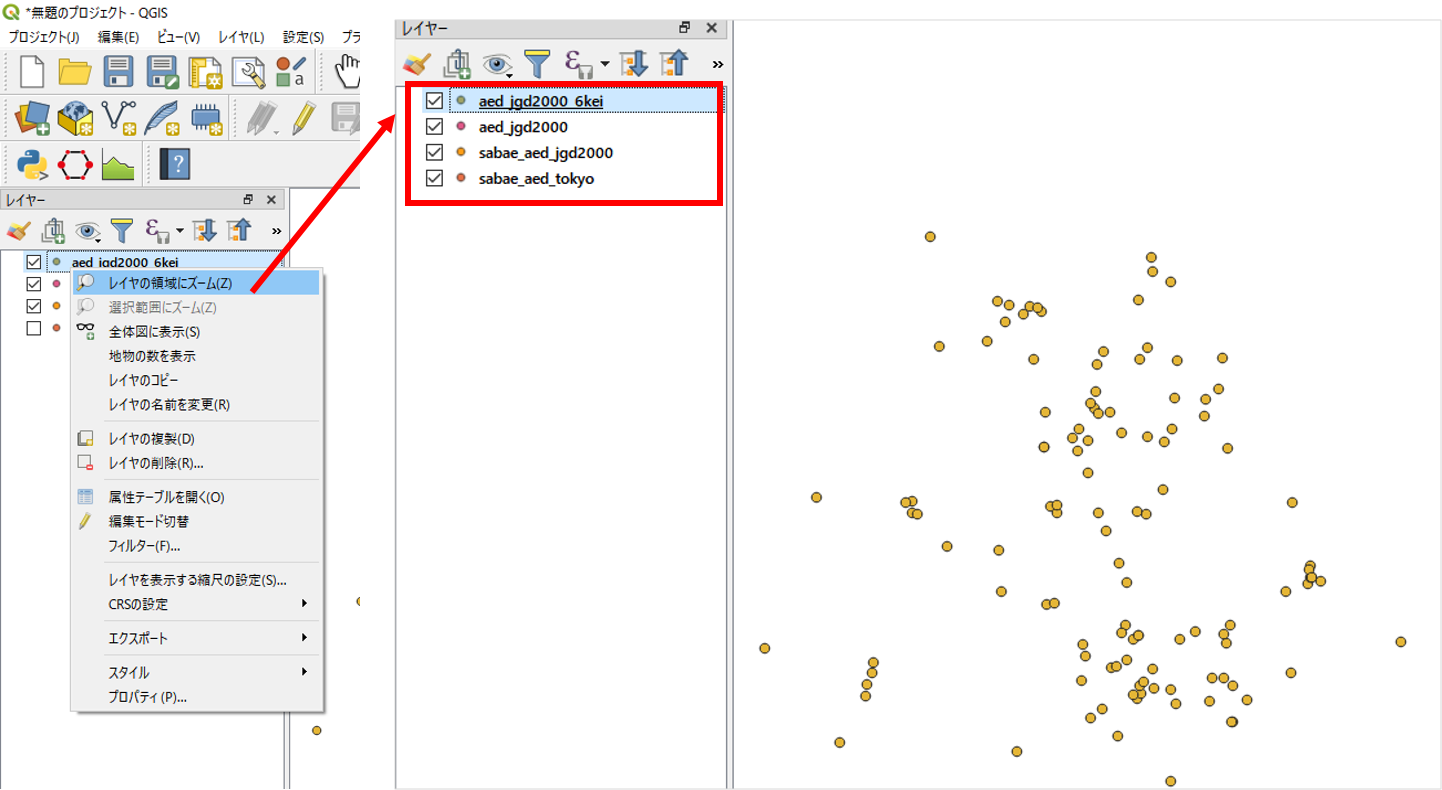 *無題のプロジェクト - QGIS
プロジェクト(J) 編集(E) ビュー(V) レイヤ(L) 設定(S) プラ
a
?
レイヤー
ε
»
aed_jgd2000_6kei
レイヤの領域にズーム(Z)
選択範囲にズーム(Z)
全体図に表示(S)
地物の数を表示
レイヤのコピー
レイヤの名前を変更(R)
レイヤの複製(D)
レイヤの削除(R)...
属性テーブルを開く(O)
編集モード切替
フィルター(F)...
レイヤを表示する縮尺の設定(S)...
CRSの設定
エクスポート
スタイル
プロパティ(P)...
レイヤー
ε
»
aed_jgd2000_6kei
aed_jgd2000
sabae_aed_jgd2000
sabae_aed_tokyo